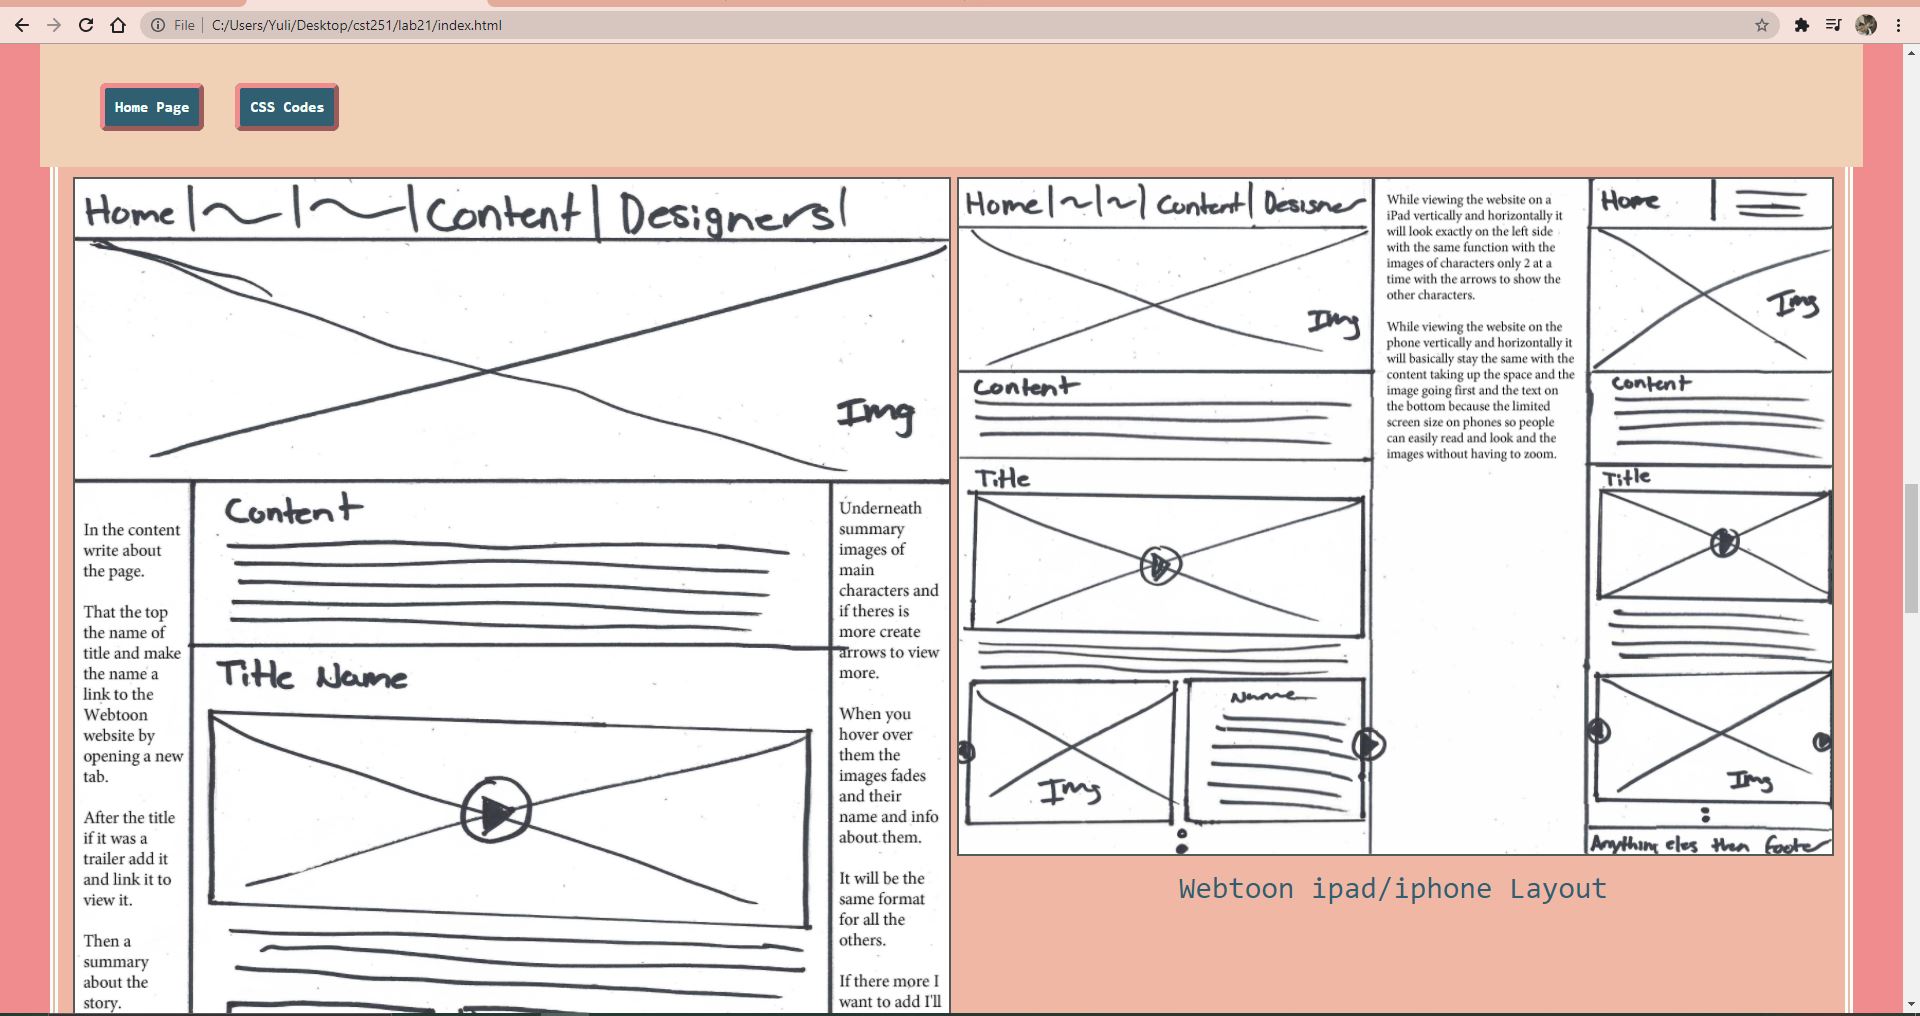 File
C:/Users/Yuli/Desktop/cst251/lab21/index.html
Home Page
CSS Codes
Home
Content
Designers
Img
In the content
write about
the page.
That the top
the name of
title and make
the name a
link to the
Webtoon
website by
opening a new
tab.
After the title
if it was a
trailer add it
and link it to
view it.
Then a
summary
about the
story.
Content
Title Name
Underneath
summary
images of
main
characters and
if theres is
more create
arrows to view
more.
When you
hover over
them the
images fades
and their
name and info
about them.
It will be the
same format
for all the
others.
If there more I
want to add I'll
Home
Content
Desisner
Img
Content
Title
Name
Img
While viewing the website on a
iPad vertically and horizontally it
will look exactly on the left side
with the same function with the
images of characters only 2 at a
time with the arrows to show the
other characters.
While viewing the website on the
phone vertically and horizontally it
will basically stay the same with the
content taking up the space and the
image going first and the text on
the bottom because the limited
screen size on phones so people
can easily read and look and the
images without having to zoom.
Home
Img
Content
Title
Img
Anything eles then footer
Webtoon ipad/iphone Layout